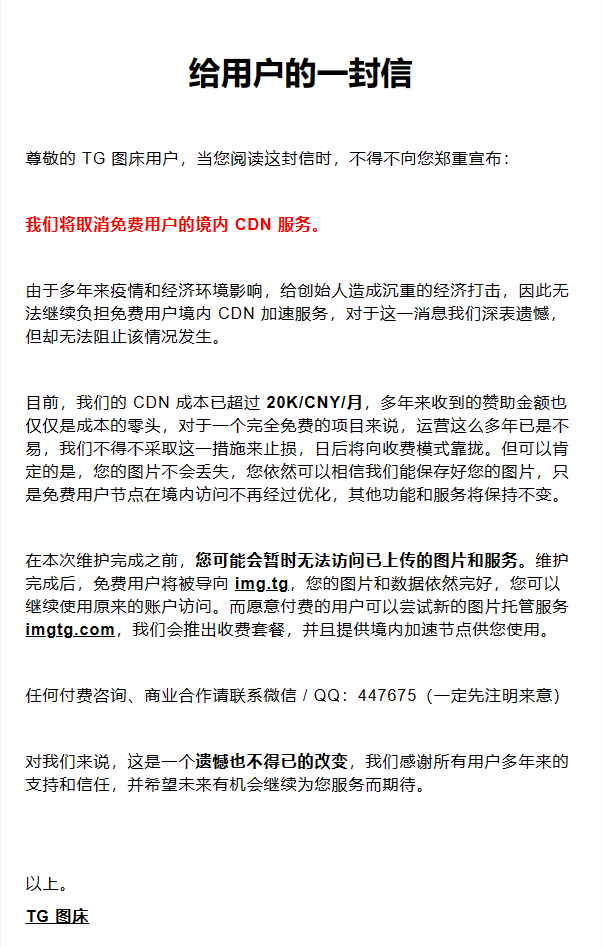 给用户的一封信
尊敬的 TG 图床用户，当您阅读这封信时，不得不向您郑重宣布：
我们将取消免费用户的境内 CDN 服务。
由于多年来疫情和经济环境影响，给创始人造成沉重的经济打击，因此无
法继续负担免费用户境内 CDN 加速服务，对于这一消息我们深表遗憾，
但却无法阻止该情况发生。
目前，我们的 CDN 成本已超过 20K/CNY/月，多年来收到的赞助金额也
仅仅是成本的零头，对于一个完全免费的项目来说，运营这么多年已是不
易，我们不得不采取这一措施来止损，日后将向收费模式靠拢。但可以肯
定的是，您的图片不会丢失，您依然可以相信我们能保存好您的图片，只
是免费用户节点在境内访问不再经过优化，其他功能和服务将保持不变。
在本次维护完成之前，您可能会暂时无法访问已上传的图片和服务。维护
完成后，免费用户将被导向 img.tg，您的图片和数据依然完好，您可以
继续使用原来的账户访问。而愿意付费的用户可以尝试新的图片托管服务
imgtg.com，我们会推出收费套餐，并且提供境内加速节点供您使用。
任何付费咨询、商业合作请联系微信 / QQ：447675（一定先注明来意）
对我们来说，这是一个遗憾也不得已的改变，我们感谢所有用户多年来的
支持和信任，并希望未来有机会继续为您服务而期待。
以上。
TG 图床